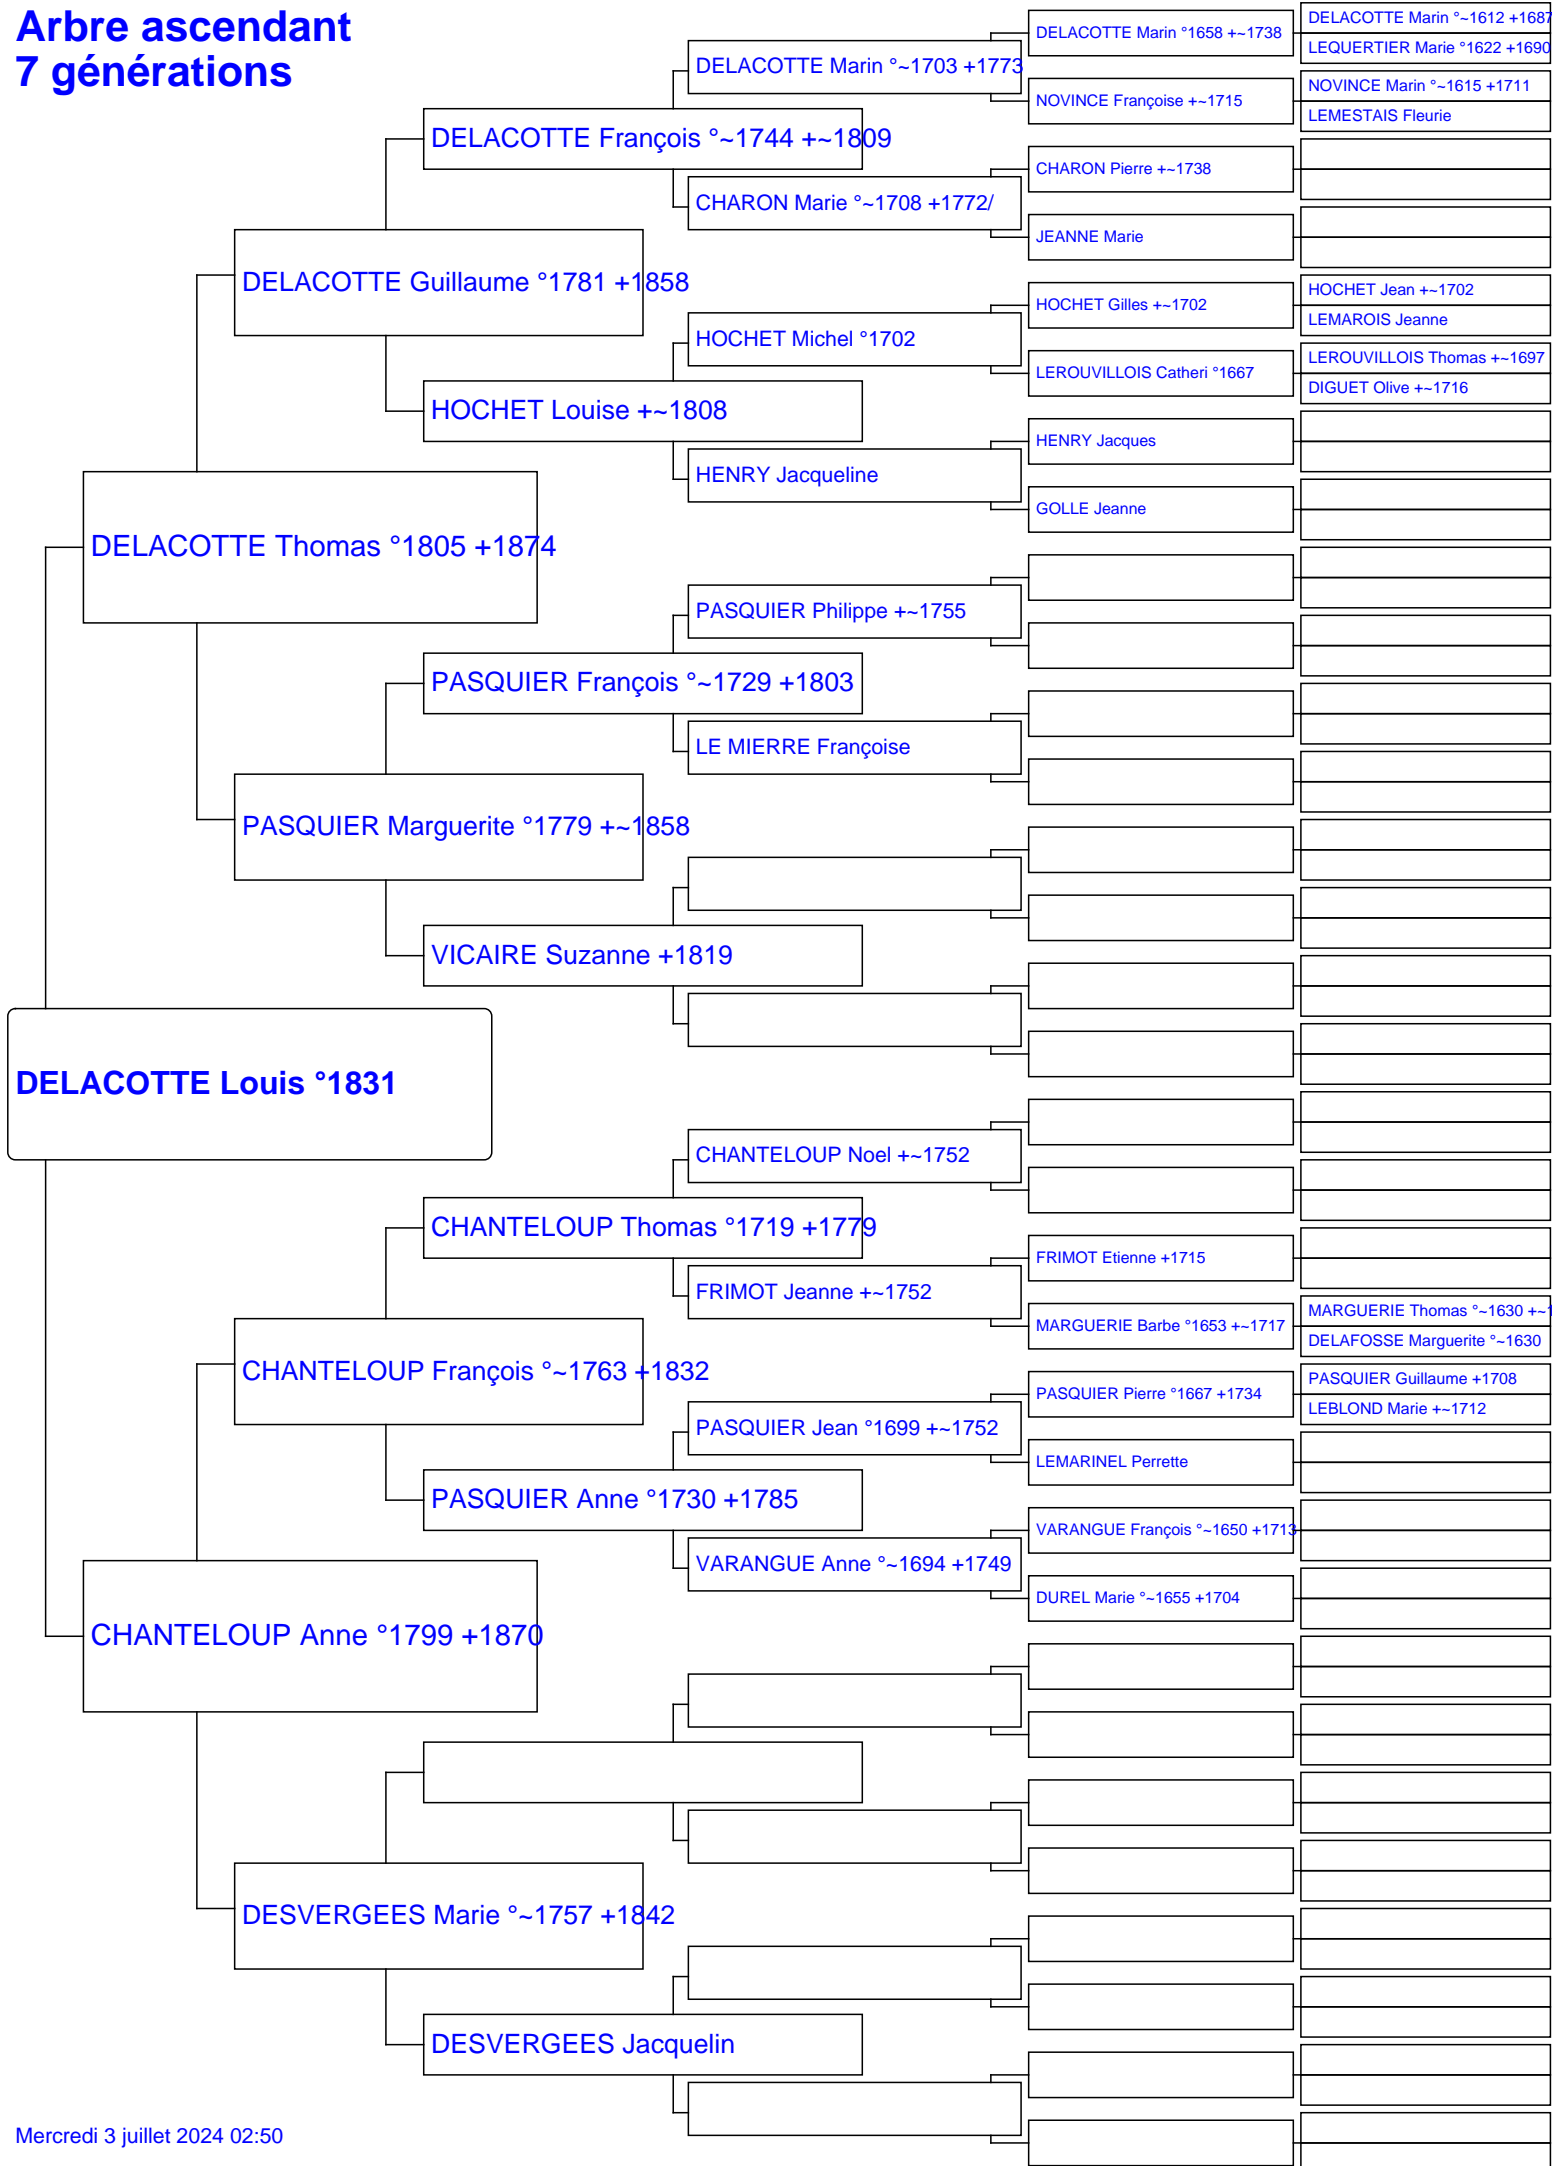 Arbre ascendant
7 générations
DELACOTTE Louis °1831
DELACOTTE Thomas °1805 +1874
CHANTELOUP Anne °1799 +1870
DELACOTTE Guillaume °1781 +1858
PASQUIER Marguerite °1779 +~1858
CHANTELOUP François °~1763 +1832
DESVERGEES Marie °~1757 +1842
DELACOTTE François °~1744 +~1809
HOCHET Louise +~1808
PASQUIER François °~1729 +1803
VICAIRE Suzanne +1819
CHANTELOUP Thomas °1719 +1779
PASQUIER Anne °1730 +1785
DESVERGEES Jacquelin
DELACOTTE Marin °~1703 +1773
CHARON Marie °~1708 +1772/
HOCHET Michel °1702
HENRY Jacqueline
PASQUIER Philippe +~1755
LE MIERRE Françoise
CHANTELOUP Noel +~1752
FRIMOT Jeanne +~1752
PASQUIER Jean °1699 +~1752
VARANGUE Anne °~1694 +1749
DELACOTTE Marin °1658 +~1738
NOVINCE Françoise +~1715
CHARON Pierre +~1738
JEANNE Marie
HOCHET Gilles +~1702
LEROUVILLOIS Catheri °1667
HENRY Jacques
GOLLE Jeanne
FRIMOT Etienne +1715
MARGUERIE Barbe °1653 +~1717
PASQUIER Pierre °1667 +1734
LEMARINEL Perrette
VARANGUE François °~1650 +1713
DUREL Marie °~1655 +1704
DELACOTTE Marin °~1612 +1687
LEQUERTIER Marie °1622 +1690
NOVINCE Marin °~1615 +1711
LEMESTAIS Fleurie
HOCHET Jean +~1702
LEMAROIS Jeanne
LEROUVILLOIS Thomas +~1697
DIGUET Olive +~1716
MARGUERIE Thomas °~1630 +~1
DELAFOSSE Marguerite °~1630
PASQUIER Guillaume +1708
LEBLOND Marie +~1712
Mercredi 3 juillet 2024 02:50